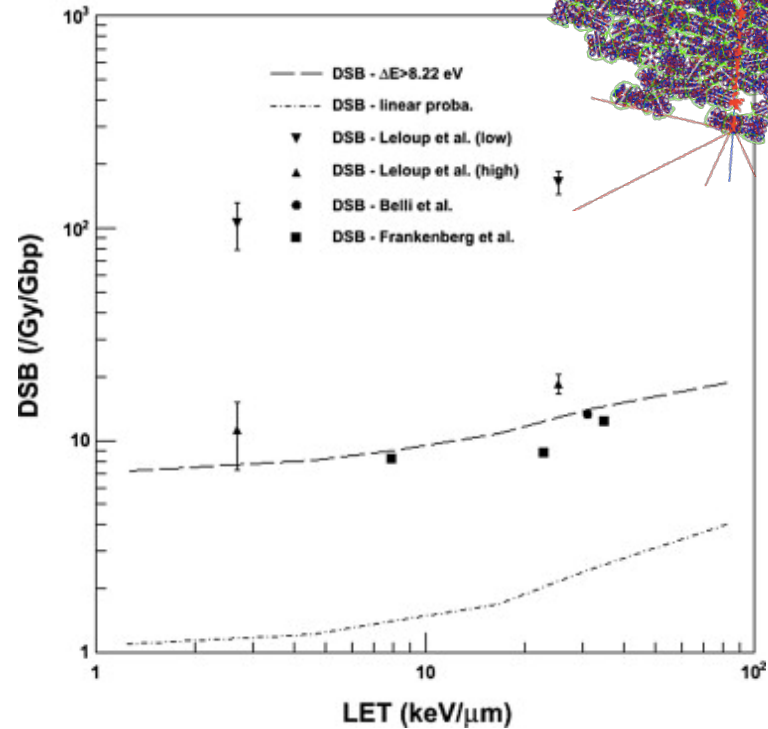 10³
DSB - ΔE>8.22 eV
DSB - linear proba.
DSB - Leloup et al. (low)
DSB - Leloup et al. (high)
DSB - Belli et al.
DSB - Frankenberg et al.
10²
DSB (/Gy/Gbp)
10
1
1 10 10²
LET (keV/μm)